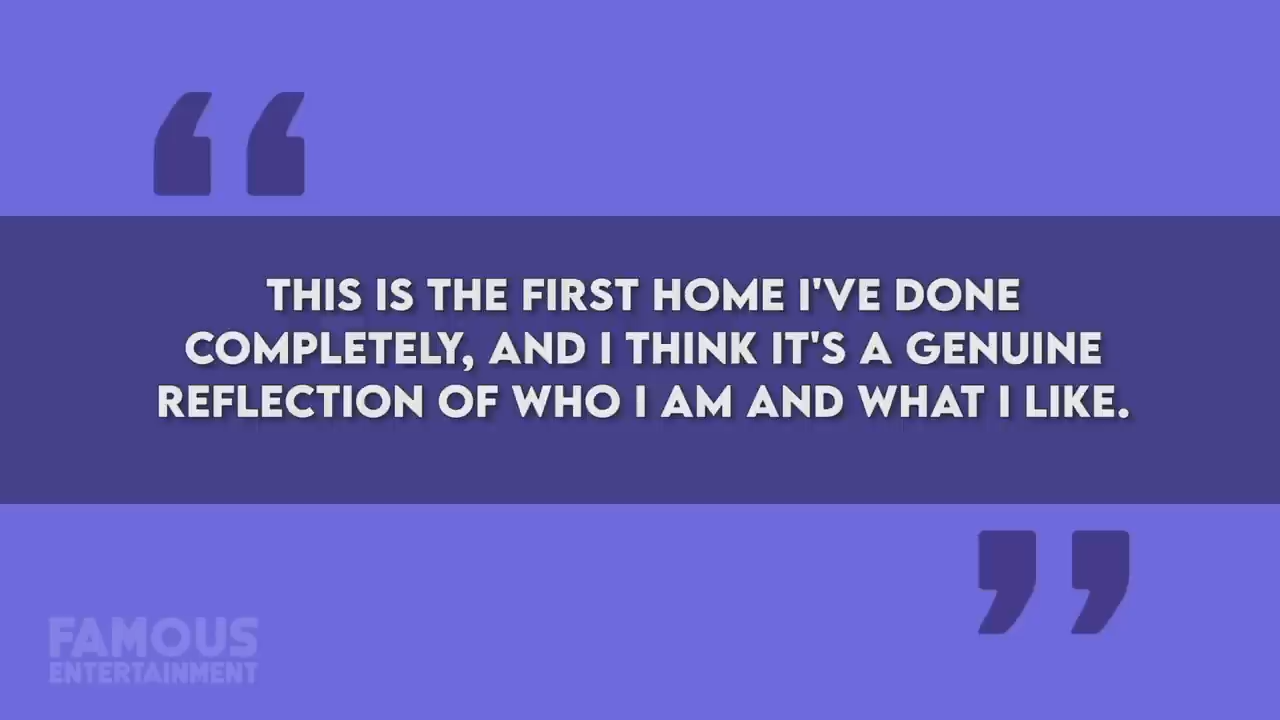 THIS IS THE FIRST HOME I'VE DONE
COMPLETELY, AND I THINK IT'S A GENUINE
REFLECTION OF WHO I AM AND WHAT I LIKE.
FAMOUS
ENTERTAINMENT